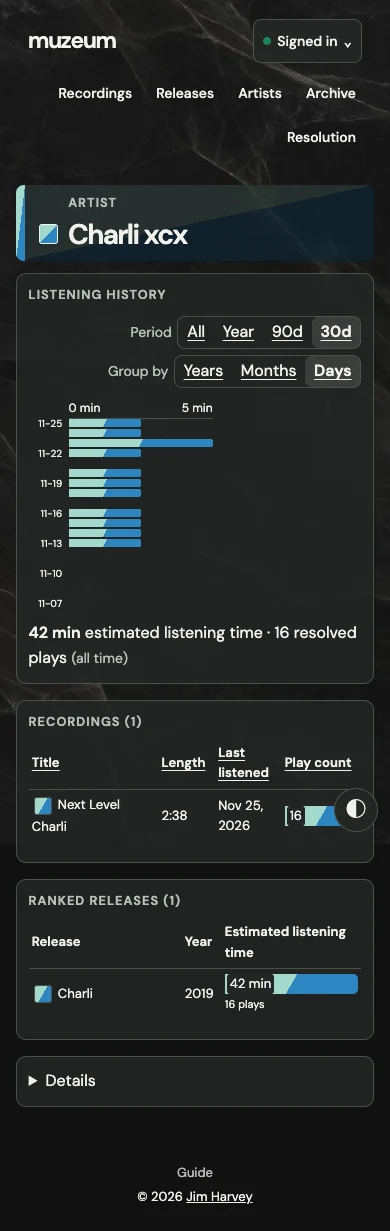 muzeum
Signed in
Recordings Releases Artists Archive
Resolution
ARTIST
Charli xcx
LISTENING HISTORY
Period All Year 90d 30d
Group by Years Months Days
0 min 5 min
11-25
11-22
11-19
11-16
11-13
11-10
11-07
42 min estimated listening time · 16 resolved
plays (all time)
RECORDINGS (1)
Title Length Last listened Play count
Next Level Charli 2:38 Nov 25, 2026 16
RANKED RELEASES (1)
Release Year Estimated listening time
Charli 2019 42 min
16 plays
Details
Guide
© 2026 Jim Harvey